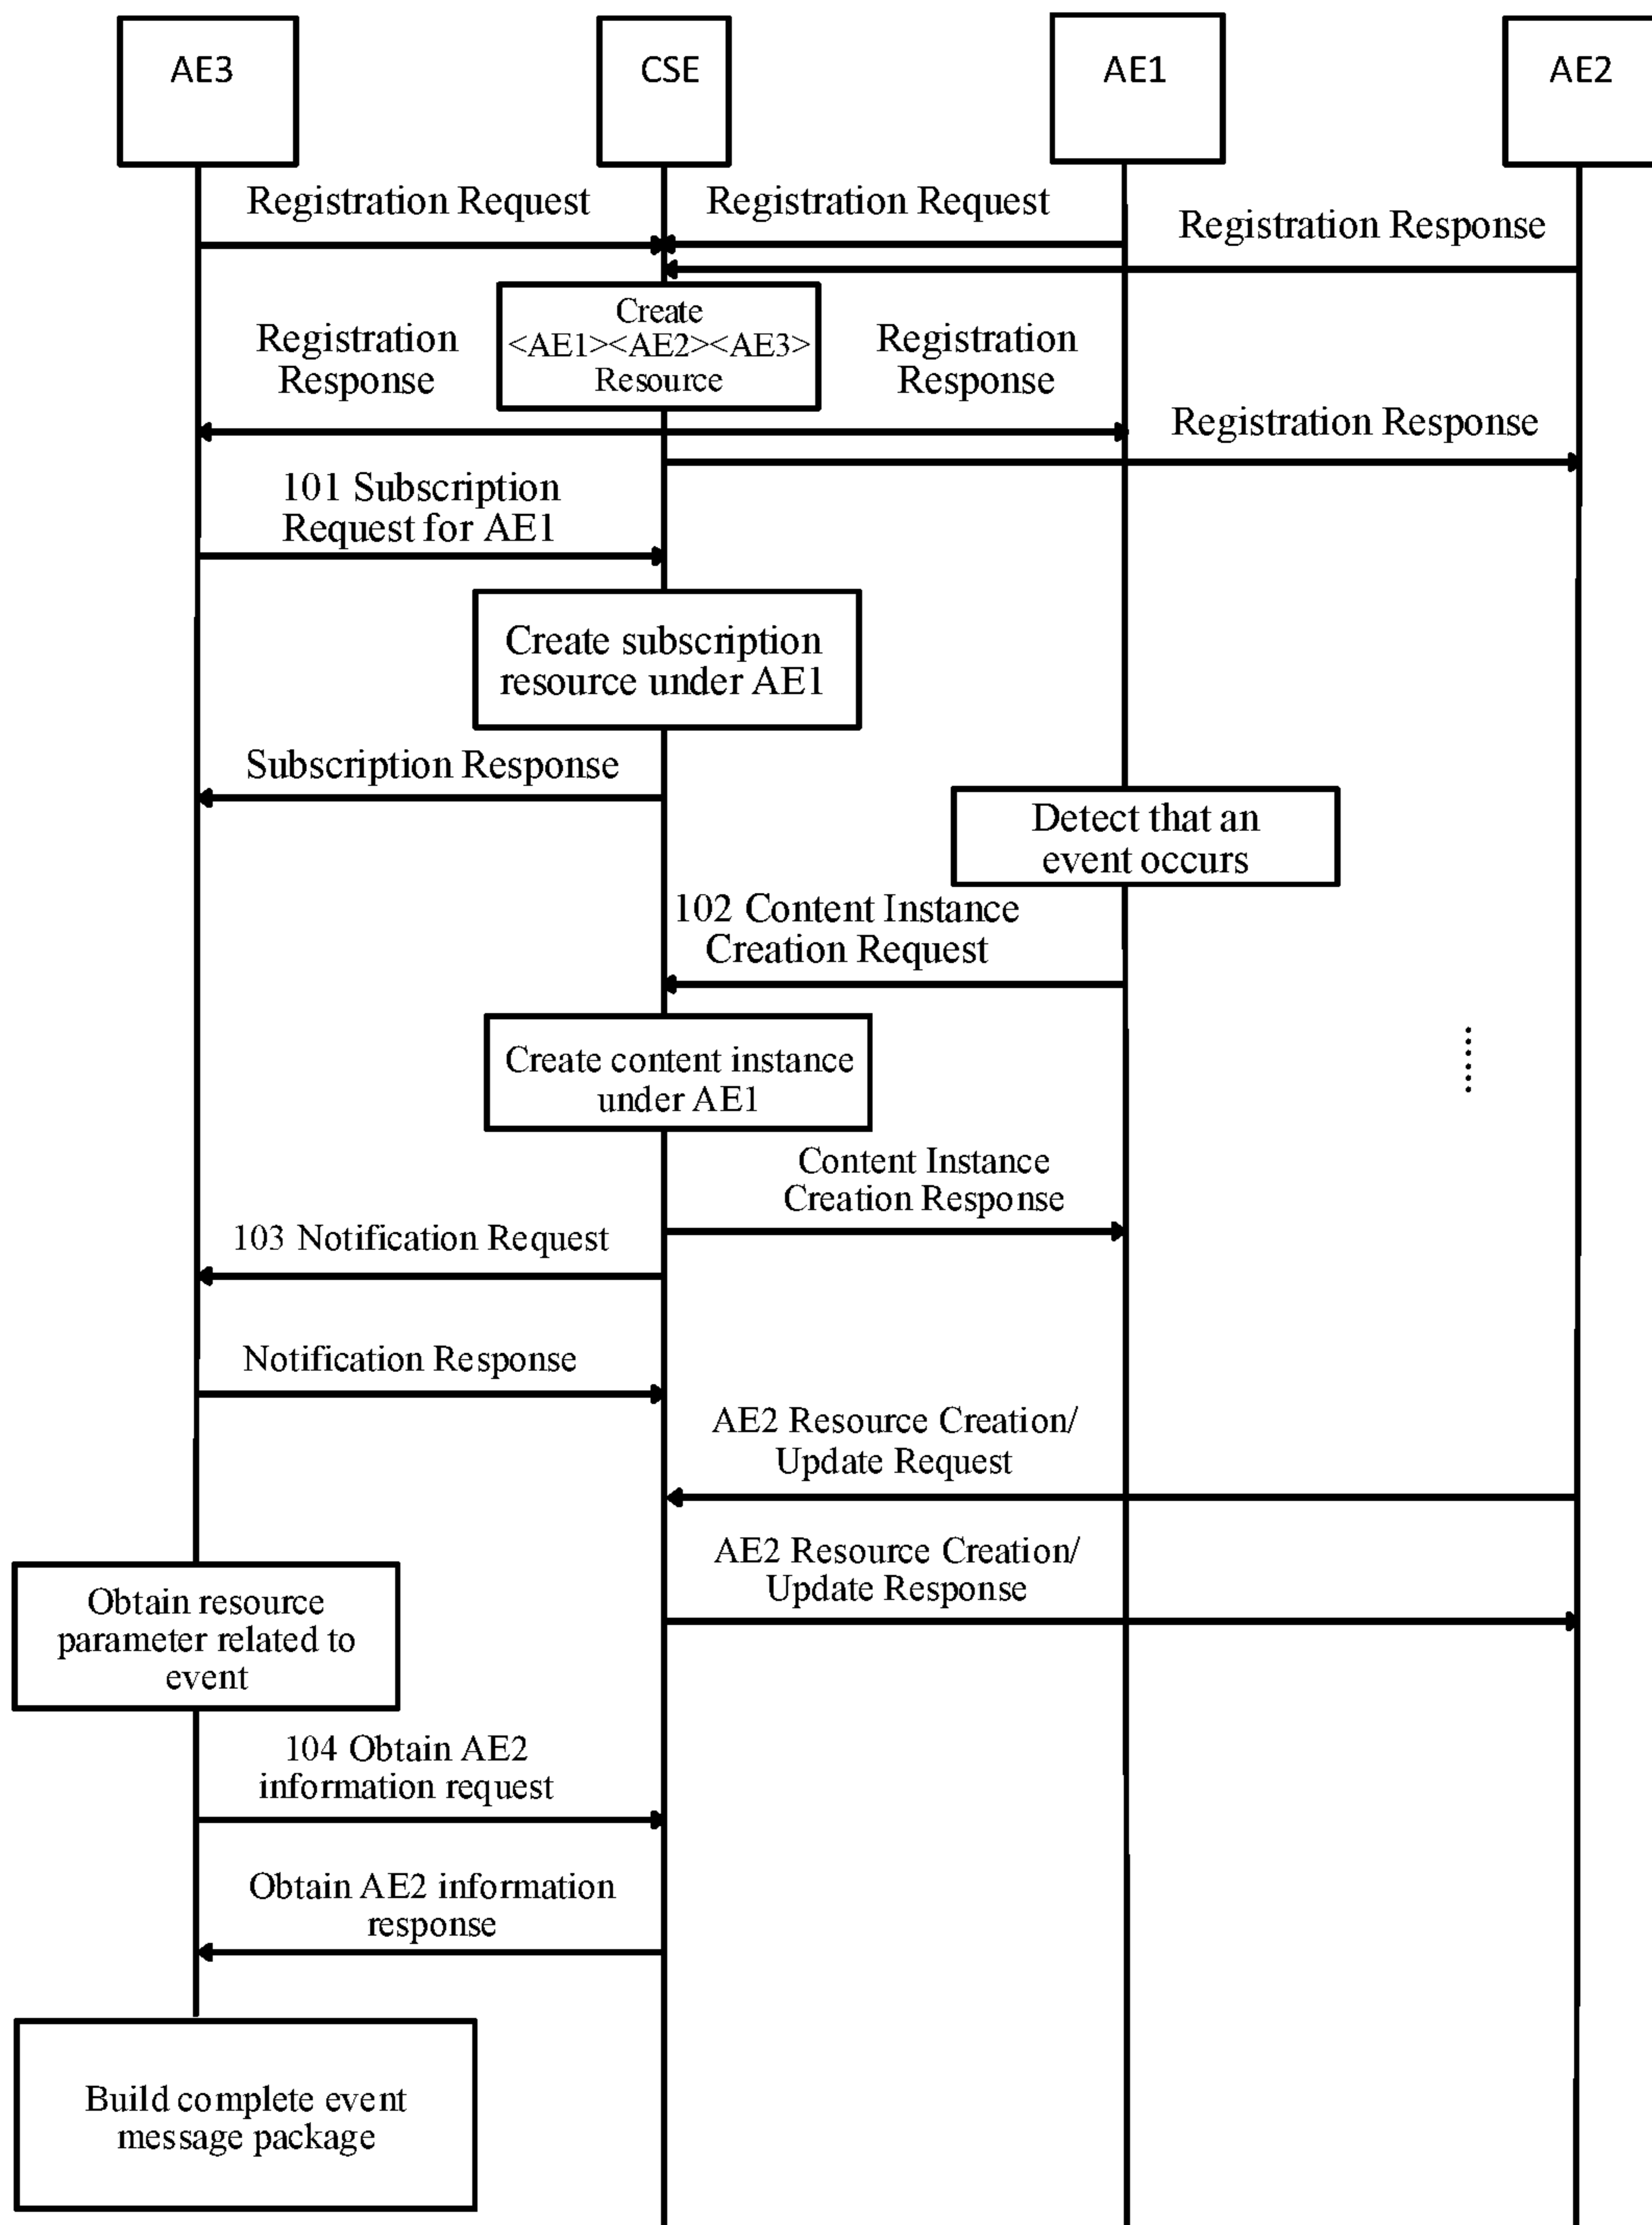 AE3
CSE
AE1
AE2
Registration Request
Registration Request
Registration Response
Create
<AE1><AE2><AE3>
Resource
Registration
Response
Registration
Response
Registration Response
101 Subscription
Request for AE1
Create subscription
resource under AE1
Subscription Response
Detect that an
event occurs
102 Content Instance
Creation Request
Create content instance
under AE1
Content Instance
Creation Response
103 Notification Request
Notification Response
AE2 Resource Creation/
Update Request
AE2 Resource Creation/
Update Response
Obtain resource
parameter related to
event
104 Obtain AE2
information request
Obtain AE2 information
response
Build complete event
message package